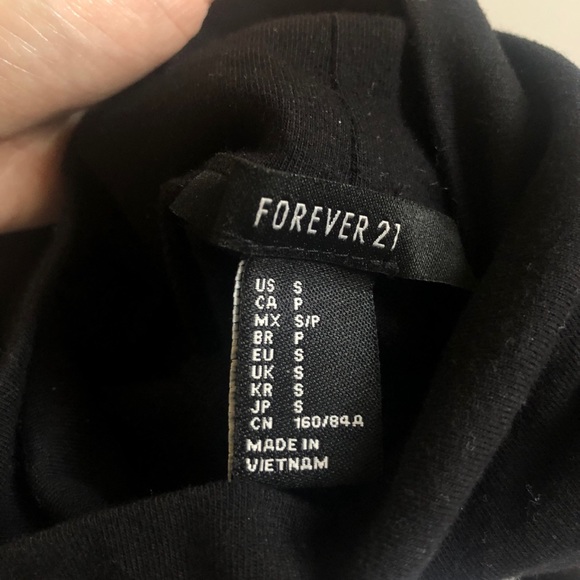 FOREVER 21
US S
CA P
MX S/P
BR P
EU S
UK S
KR S
JP S
CN 160/84A
MADE IN
VIETNAM